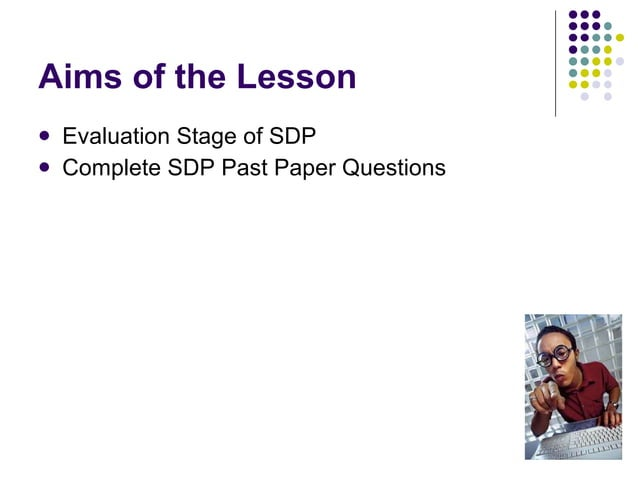 Aims of the Lesson
Evaluation Stage of SDP
Complete SDP Past Paper Questions